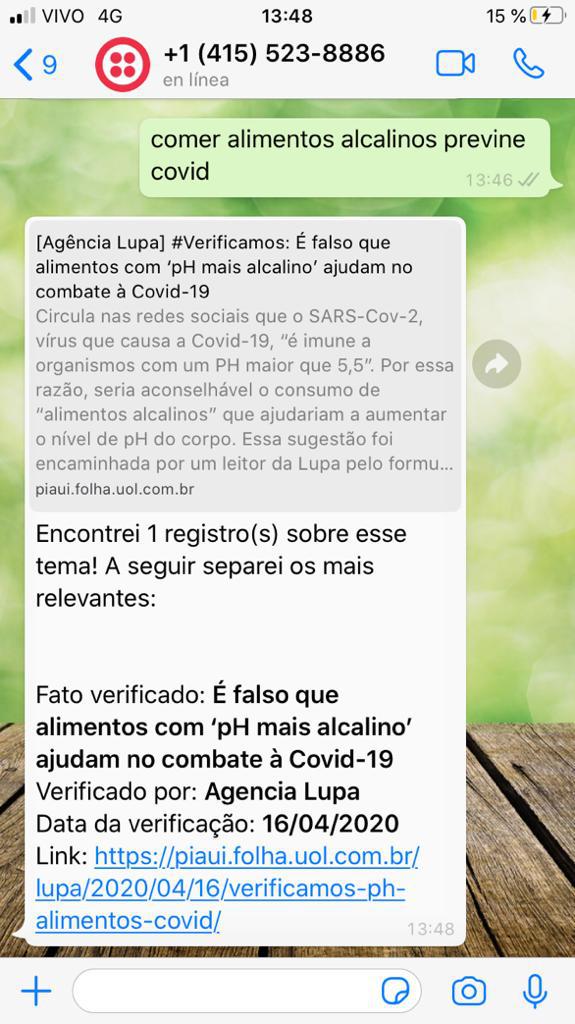 VIVO 4G 13:48 15 %
9 +1 (415) 523-8886
en línea
comer alimentos alcalinos previne
covid
13:46
[Agência Lupa] #Verificamos: É falso que
alimentos com ‘pH mais alcalino’ ajudam no
combate à Covid-19
Circula nas redes sociais que o SARS-Cov-2,
vírus que causa a Covid-19, “é imune a
organismos com um PH maior que 5,5”. Por essa
razão, seria aconselhável o consumo de
“alimentos alcalinos” que ajudariam a aumentar
o nível de pH do corpo. Essa sugestão foi
encaminhada por um leitor da Lupa pelo formu...
piaui.folha.uol.com.br
Encontrei 1 registro(s) sobre esse
tema! A seguir separei os mais
relevantes:
Fato verificado: É falso que
alimentos com ‘pH mais alcalino’
ajudam no combate à Covid-19
Verificado por: Agencia Lupa
Data da verificação: 16/04/2020
Link: https://piaui.folha.uol.com.br/
lupa/2020/04/16/verificamos-ph-
alimentos-covid/
13:48